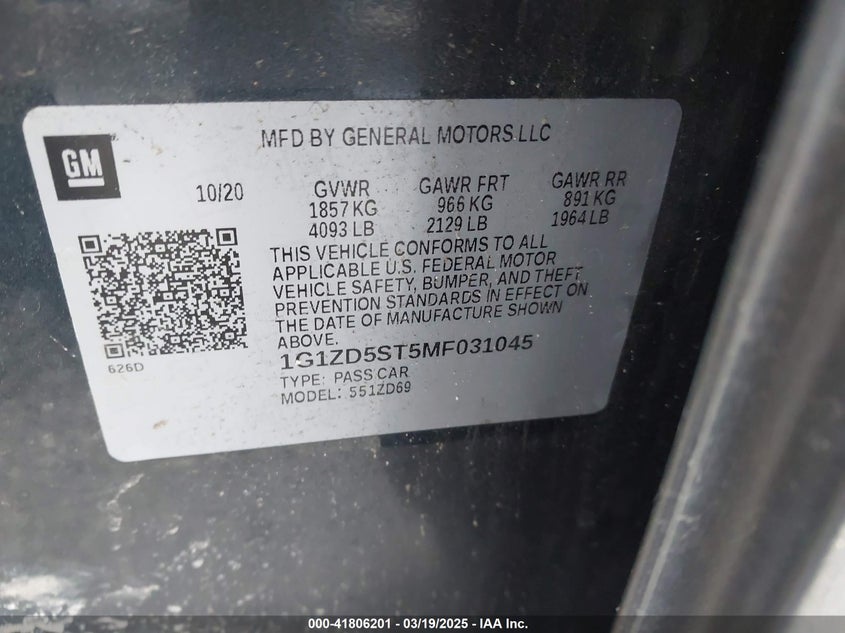 GM
MFD BY GENERAL MOTORS LLC
10/20
GVWR
1857 KG
4093 LB
GAWR FRT
966 KG
2129 LB
GAWR RR
891 KG
1964 LB
THIS VEHICLE CONFORMS TO ALL
APPLICABLE U.S. FEDERAL MOTOR
VEHICLE SAFETY, BUMPER, AND THEFT
PREVENTION STANDARDS IN EFFECT ON
THE DATE OF MANUFACTURE SHOWN
ABOVE.
1G1ZD5ST5MF031045
TYPE: PASS CAR
MODEL: 551ZD69
626D
000-41806201 - 03/19/2025 - IAA Inc.